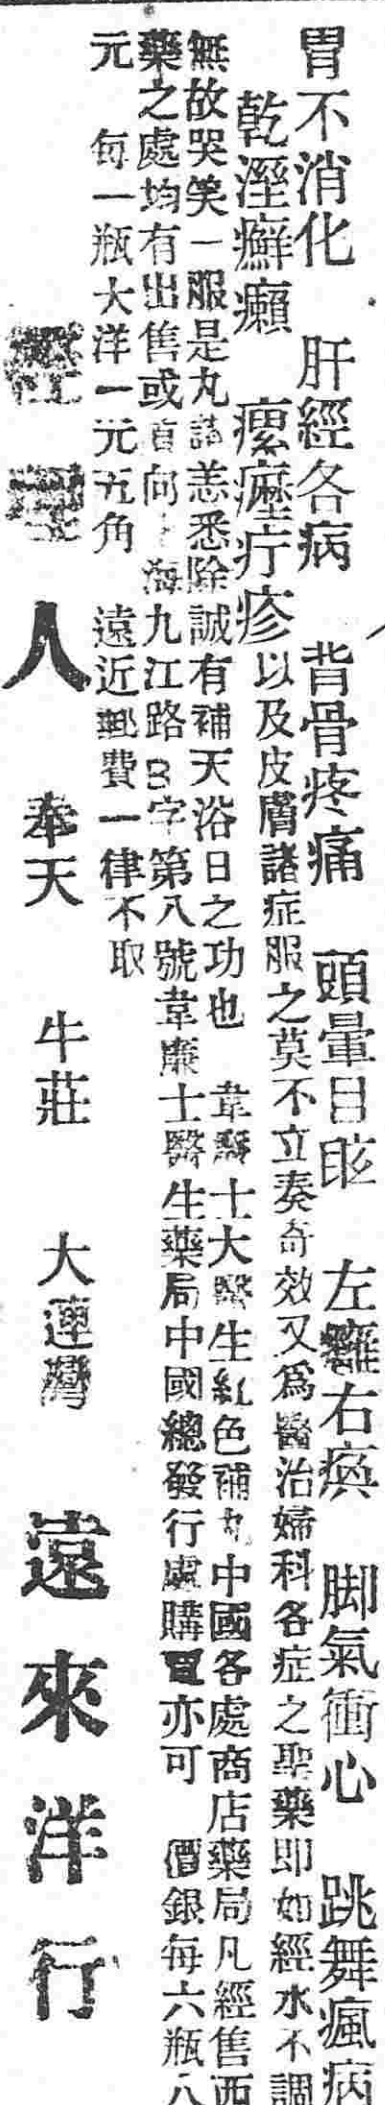 胃不消化 肝經各病 背骨疼痛 頭暈目眩 左癱右瘓 脚氣衝心 跳舞瘋病
乾溼癬癩 瘰癧疔疹以及皮膚諸症服之莫不立奏奇效又爲醫治婦科各症之聖藥即如經水不調
無故哭笑一服是丸諸恙悉除誠有補天浴日之功也 韋廉士大醫生紅色補丸中國各處商店藥局凡經售西
藥之處均有出售或直向上海九江路B字第八號韋廉士醫生藥局中國總發行處購買亦可 價銀每六瓶八
元 每一瓶大洋一元五角 遠近郵費一律不取
經理人 奉天 牛莊 大連灣 遠來洋行